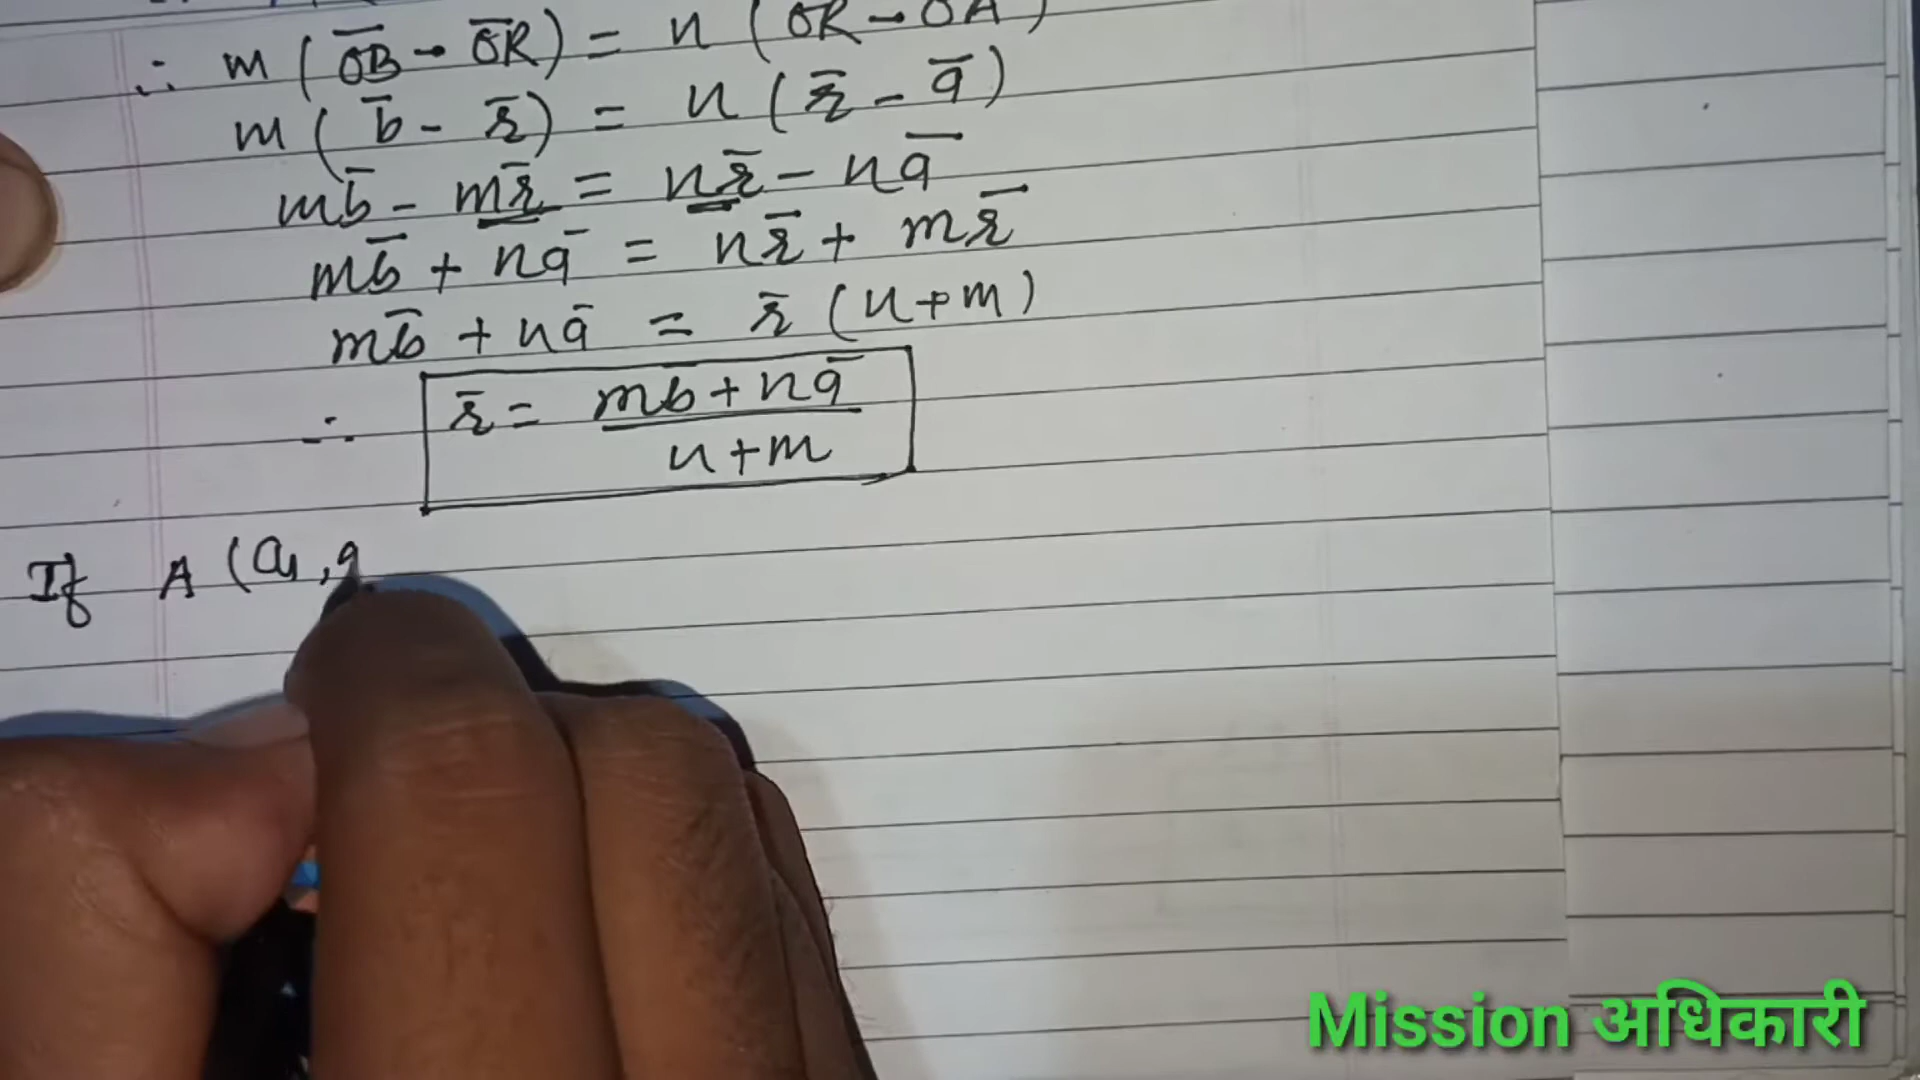 ∴ m ( OB̅ - OR̅ ) = n ( OR - OA )
m ( b̅ - r̅ ) = n ( r̅ - a̅ )
mb̅ - mr̅ = nr̅ - na̅
mb̅ + na̅ = nr̅ + mr̅
mb̅ + na̅ = r̅ ( n + m )
∴ r̅ = mb̅ + na̅
n + m
If A ( a₁ , a
Mission अधिकारी